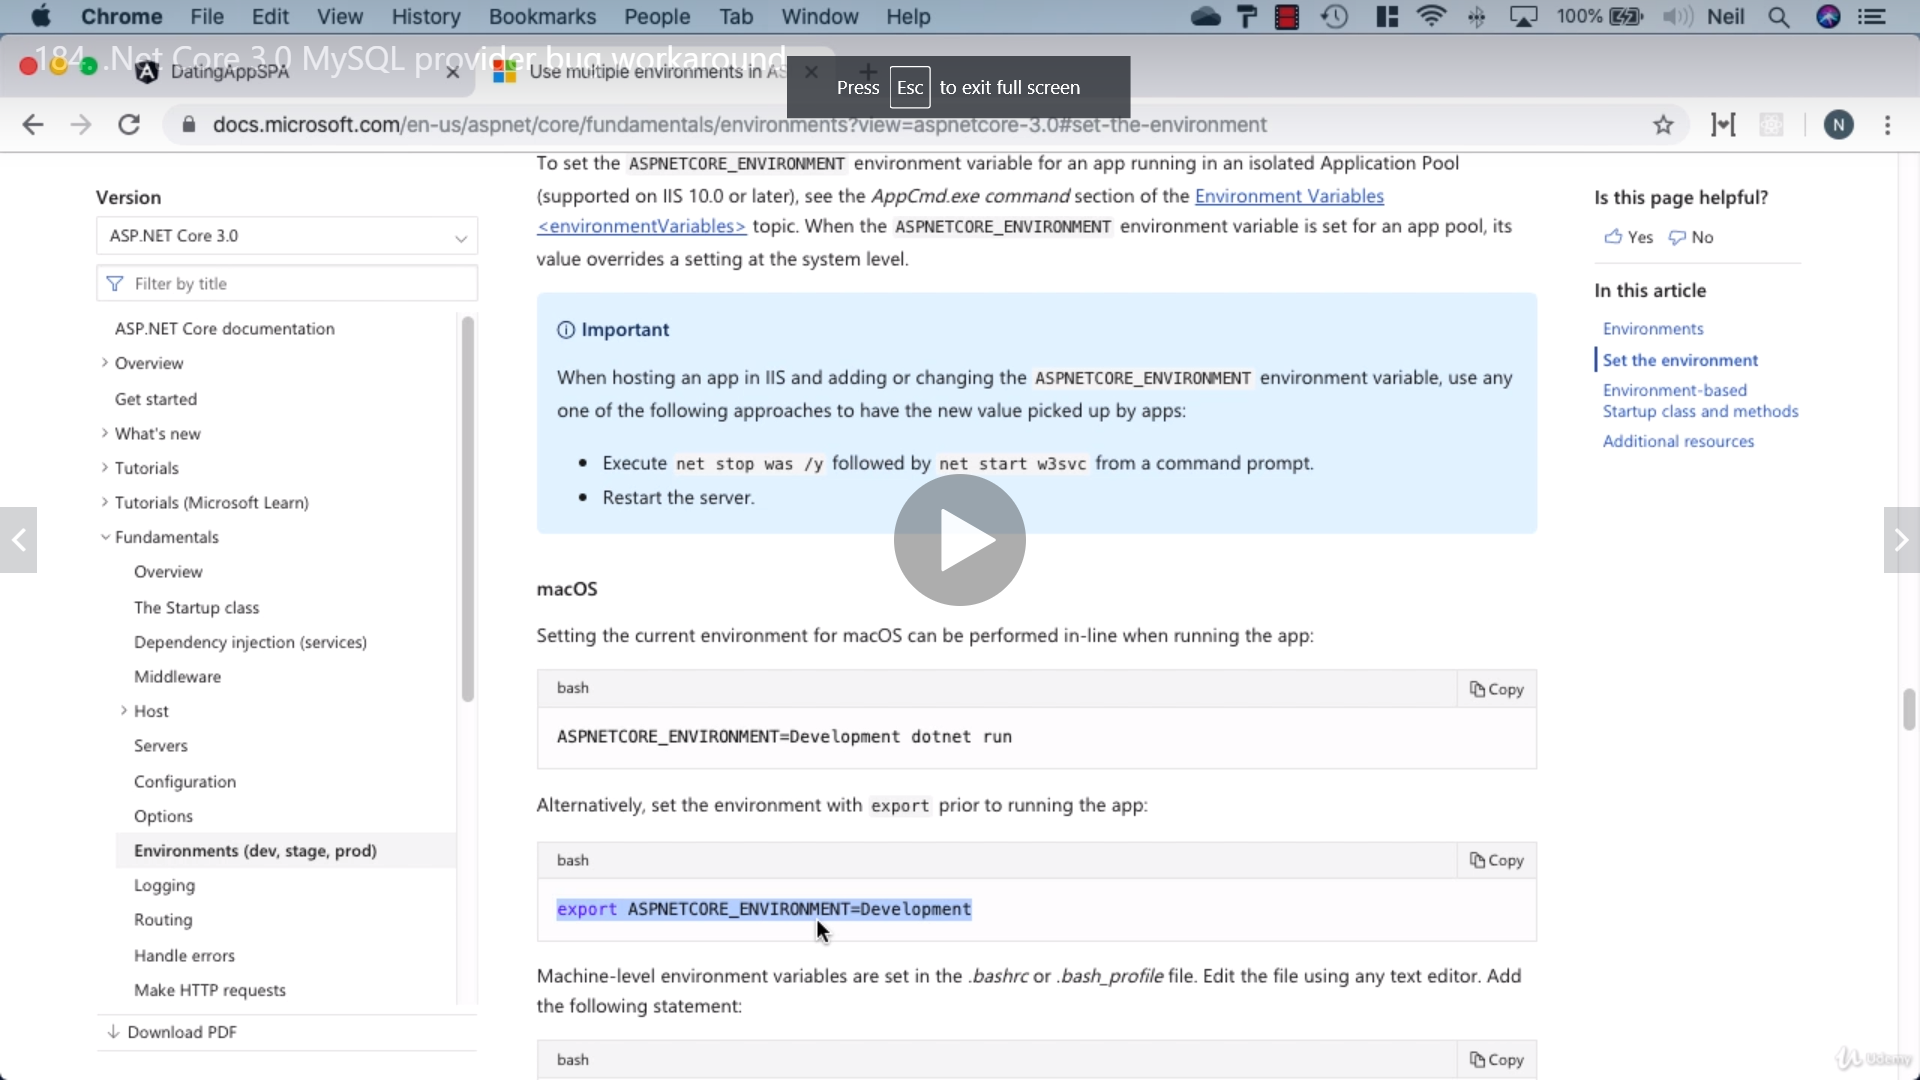 Chrome File Edit View History Bookmarks People Tab Window Help 100% Neil
184. .Net Core 3.0 MySQL provider bug workaround
DatingAppSPA
Use multiple environments in AS
Press Esc to exit full screen
docs.microsoft.com/en-us/aspnet/core/fundamentals/environments?view=aspnetcore-3.0#set-the-environment
N
Version
ASP.NET Core 3.0
Filter by title
ASP.NET Core documentation
Overview
Get started
What's new
Tutorials
Tutorials (Microsoft Learn)
Fundamentals
Overview
The Startup class
Dependency injection (services)
Middleware
Host
Servers
Configuration
Options
Environments (dev, stage, prod)
Logging
Routing
Handle errors
Make HTTP requests
Download PDF
To set the ASPNETCORE_ENVIRONMENT environment variable for an app running in an isolated Application Pool
(supported on IIS 10.0 or later), see the AppCmd.exe command section of the Environment Variables
<environmentVariables> topic. When the ASPNETCORE_ENVIRONMENT environment variable is set for an app pool, its
value overrides a setting at the system level.
Important
When hosting an app in IIS and adding or changing the ASPNETCORE_ENVIRONMENT environment variable, use any
one of the following approaches to have the new value picked up by apps:
• Execute net stop was /y followed by net start w3svc from a command prompt.
• Restart the server.
macOS
Setting the current environment for macOS can be performed in-line when running the app:
bash Copy
ASPNETCORE_ENVIRONMENT=Development dotnet run
Alternatively, set the environment with export prior to running the app:
bash Copy
export ASPNETCORE_ENVIRONMENT=Development
Machine-level environment variables are set in the .bashrc or .bash_profile file. Edit the file using any text editor. Add
the following statement:
bash Copy
Is this page helpful?
Yes No
In this article
Environments
Set the environment
Environment-based
Startup class and methods
Additional resources
Udemy